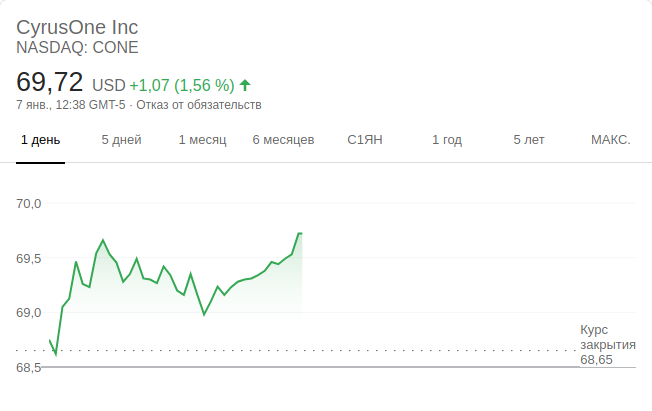 CyrusOne Inc
NASDAQ: CONE
69,72 USD +1,07 (1,56 %)
7 янв., 12:38 GMT-5 · Отказ от обязательств
1 день 5 дней 1 месяц 6 месяцев С1ЯН 1 год 5 лет МАКС.
70,0
69,5
69,0
Курс
закрытия
68,65
68,5